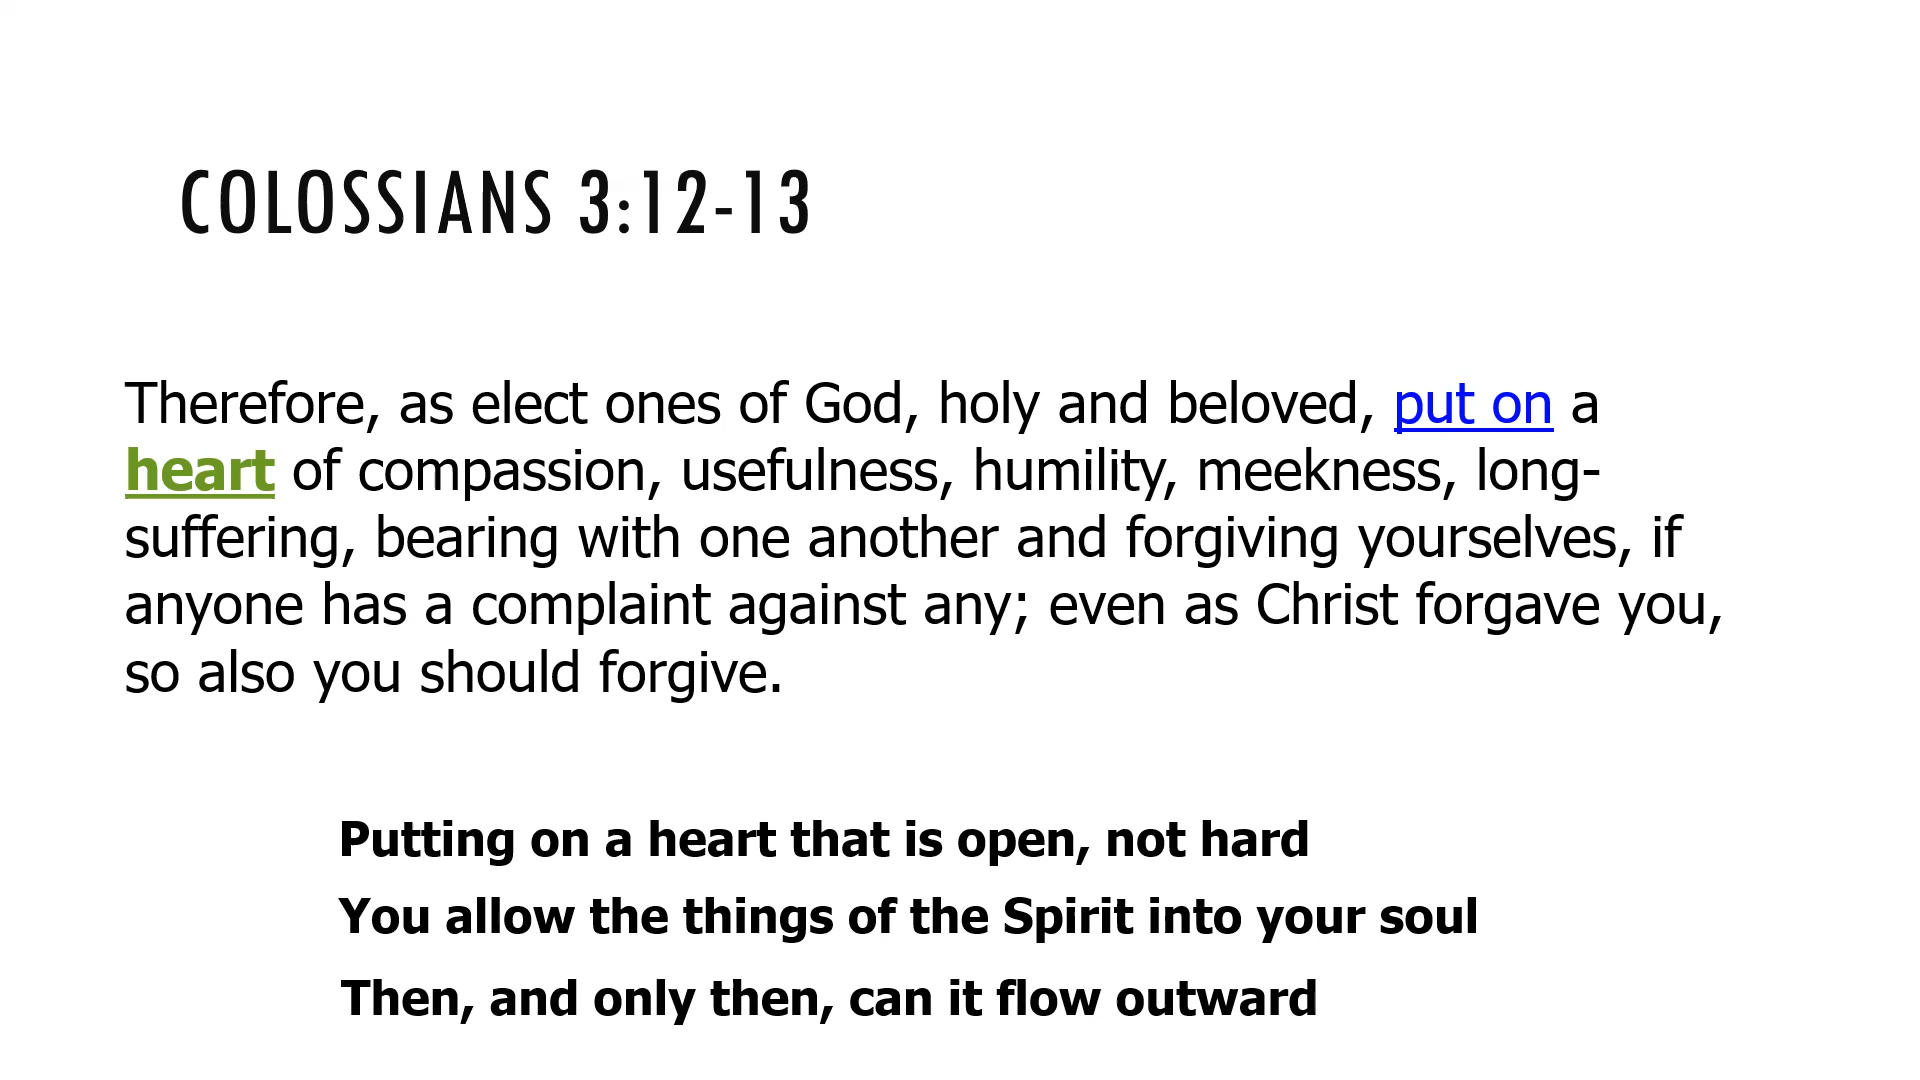 COLOSSIANS 3:12-13
Therefore, as elect ones of God, holy and beloved, put on a
heart of compassion, usefulness, humility, meekness, long-
suffering, bearing with one another and forgiving yourselves, if
anyone has a complaint against any; even as Christ forgave you,
so also you should forgive.
Putting on a heart that is open, not hard
You allow the things of the Spirit into your soul
Then, and only then, can it flow outward